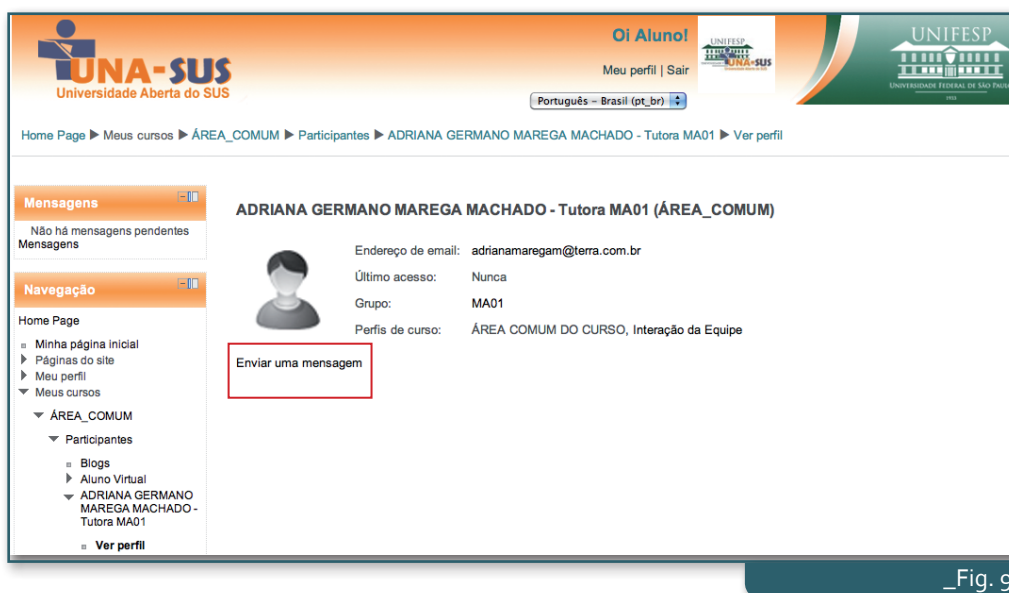 UNA-SUS
Universidade Aberta do SUS
Oi Aluno!
Meu perfil | Sair
Português - Brasil (pt_br)
UNIFESP
UNA-SUS
UNIFESP
UNIVERSIDADE FEDERAL DE SÃO PAULO
1933
Home Page ▶ Meus cursos ▶ ÁREA_COMUM ▶ Participantes ▶ ADRIANA GERMANO MAREGA MACHADO - Tutora MA01 ▶ Ver perfil
Mensagens
Não há mensagens pendentes
Mensagens
Navegação
Home Page
Minha página inicial
Páginas do site
Meu perfil
Meus cursos
ÁREA_COMUM
Participantes
Blogs
Aluno Virtual
ADRIANA GERMANO
MAREGA MACHADO -
Tutora MA01
Ver perfil
ADRIANA GERMANO MAREGA MACHADO - Tutora MA01 (ÁREA_COMUM)
Endereço de email: adrianamaregam@terra.com.br
Último acesso: Nunca
Grupo: MA01
Perfis de curso: ÁREA COMUM DO CURSO, Interação da Equipe
Enviar uma mensagem
_Fig. 9